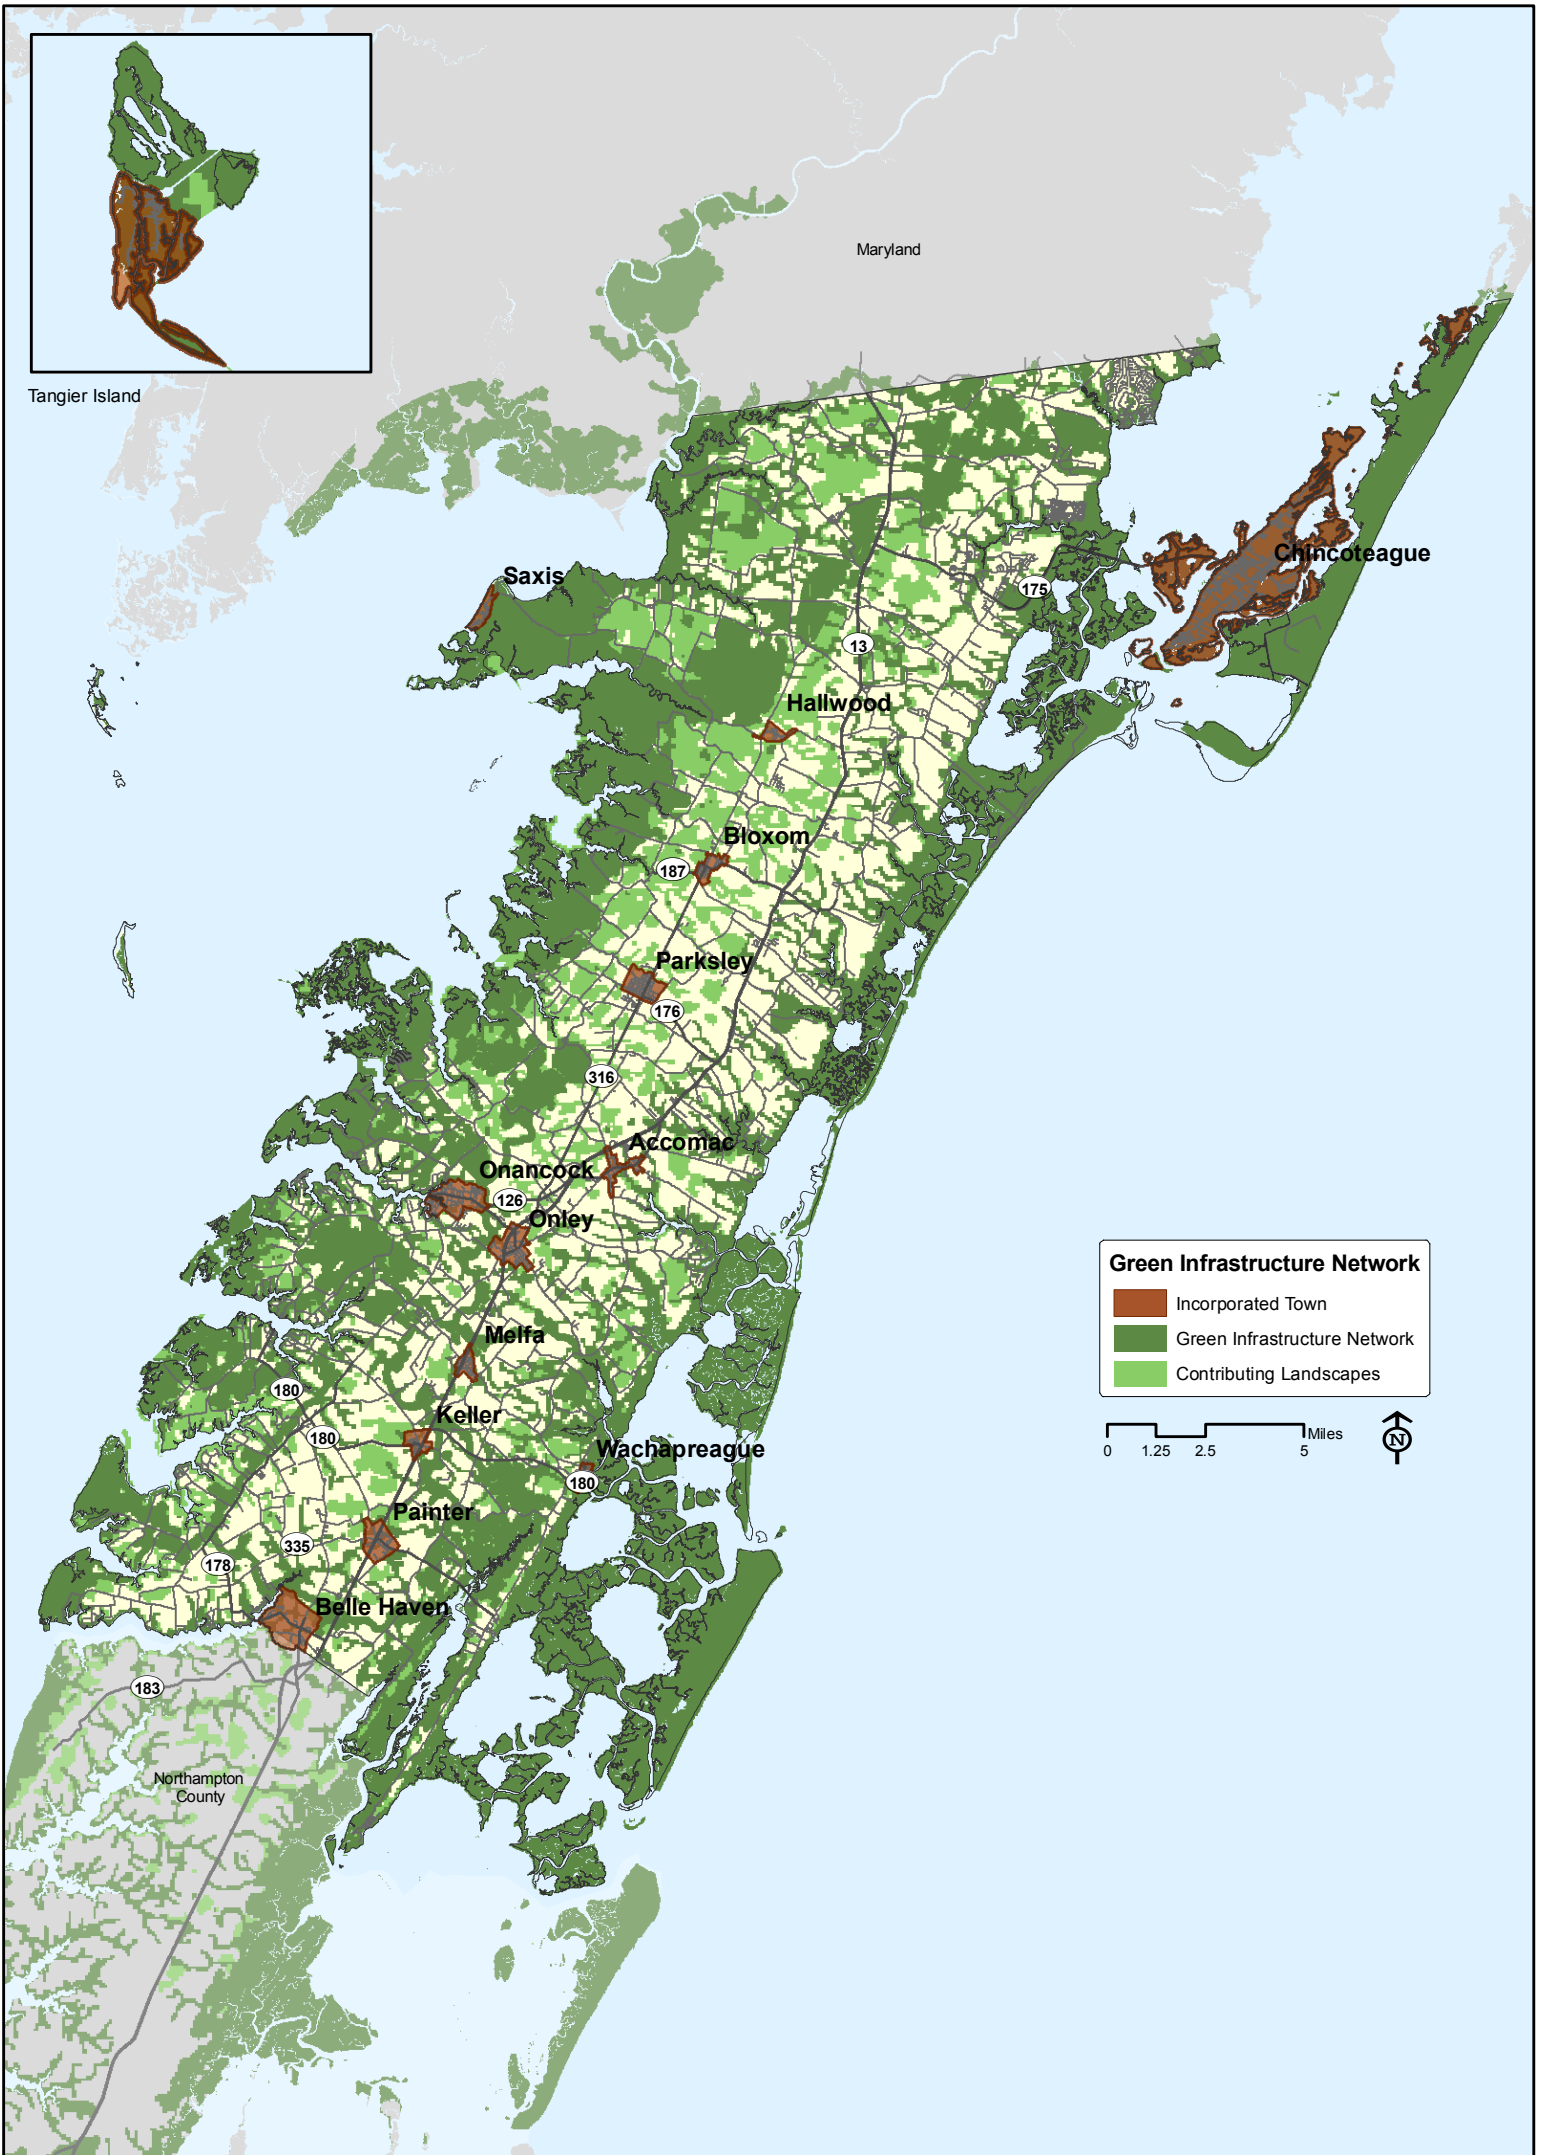 Maryland
Tangier Island
Saxis
Chincoteague
175
13
Hallwood
Bloxom
187
Parksley
176
316
Accomac
Onancock
126
Onley
Green Infrastructure Network
Incorporated Town
Green Infrastructure Network
Contributing Landscapes
Melfa
180
Keller
180
Miles
0 1.25 2.5 5
N
Wachapreague
180
Painter
335
178
Belle Haven
183
Northampton
County